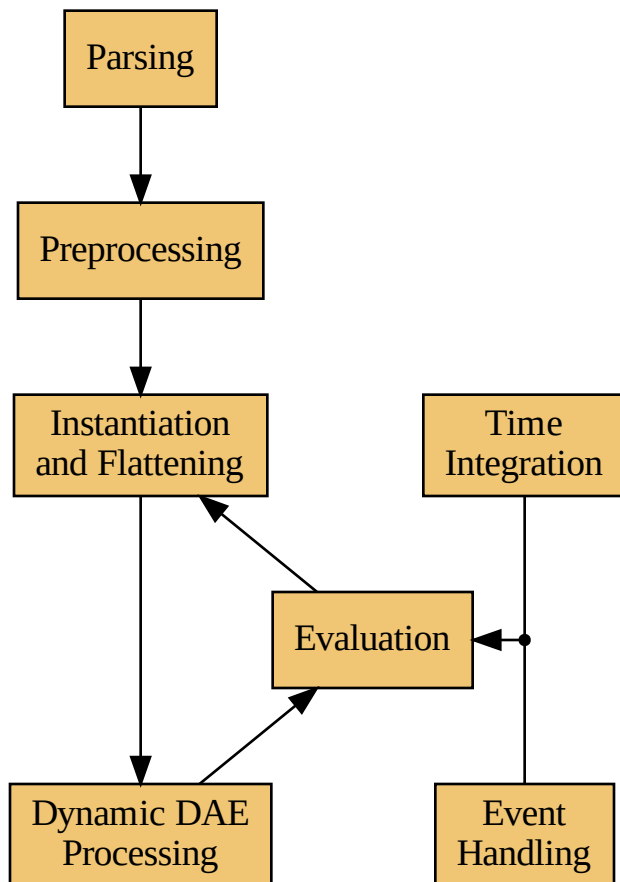 Parsing
Preprocessing
Instantiation
and Flattening
Time
Integration
Evaluation
Dynamic DAE
Processing
Event
Handling